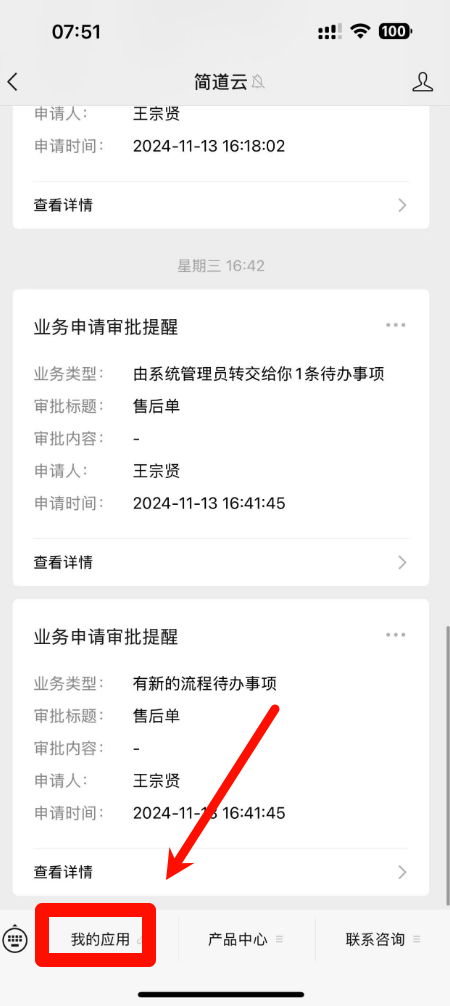 07:51
100
简道云
申请人： 王宗贤
申请时间： 2024-11-13 16:18:02
查看详情
星期三 16:42
业务申请审批提醒
业务类型： 由系统管理员转交给你1条待办事项
审批标题： 售后单
审批内容： -
申请人： 王宗贤
申请时间： 2024-11-13 16:41:45
查看详情
业务申请审批提醒
业务类型： 有新的流程待办事项
审批标题： 售后单
审批内容： -
申请人： 王宗贤
申请时间： 2024-11-13 16:41:45
查看详情
我的应用 产品中心 联系咨询